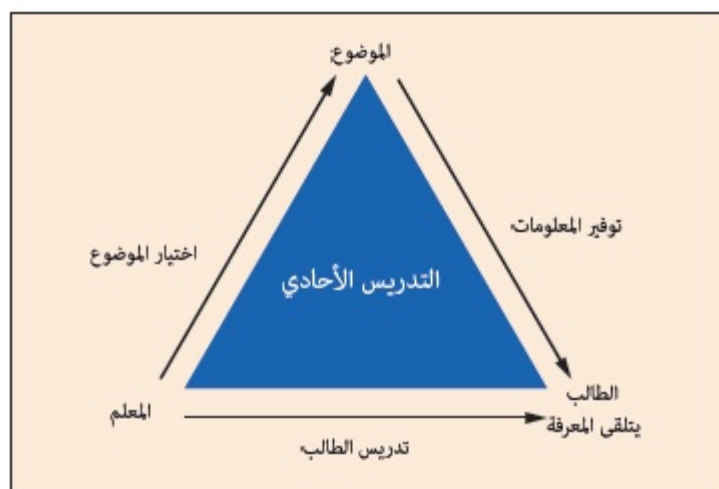 الموضوع:
اختيار الموضوع
توفير المعلومات
التدريس الأحادي
المعلم
الطالب
يتلقى المعرفة
تدريس الطالب